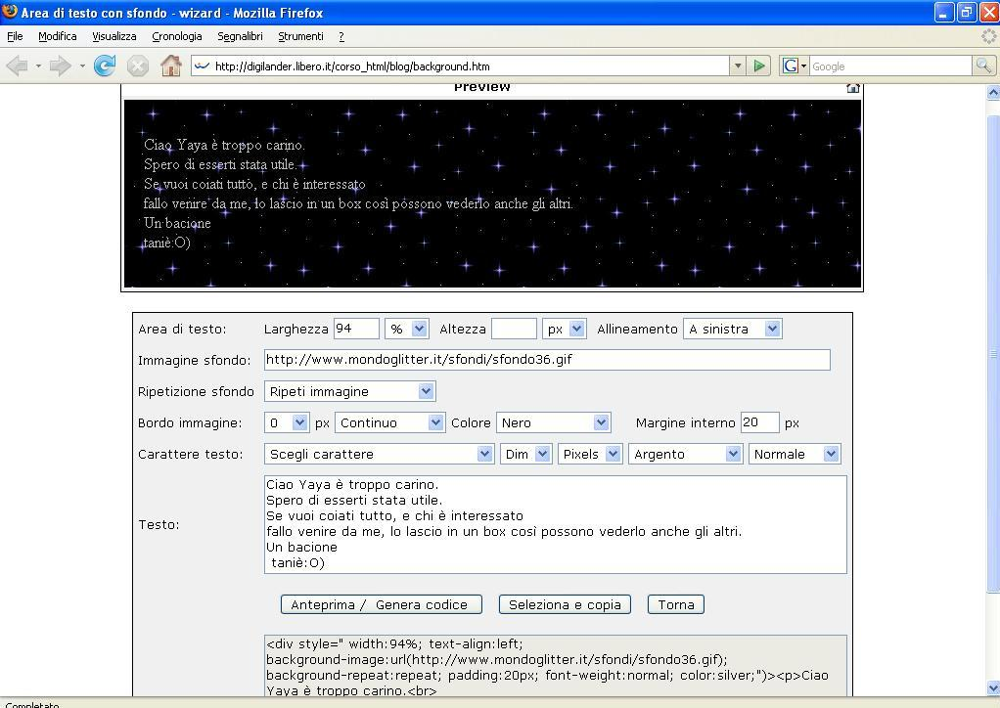 Area di testo con sfondo - wizard - Mozilla Firefox
File Modifica Visualizza Cronologia Segnalibri Strumenti ?
http://digilander.libero.it/corso_html/blog/background.htm G Google
Preview
Ciao Yaya è troppo carino.
Spero di esserti stata utile.
Se vuoi coiati tutto, e chi è interessato
fallo venire da me, lo lascio in un box così possono vederlo anche gli altri.
Un bacione
taniè:O)
Area di testo: Larghezza 94 % Altezza px Allineamento A sinistra
Immagine sfondo: http://www.mondoglitter.it/sfondi/sfondo36.gif
Ripetizione sfondo Ripeti immagine
Bordo immagine: 0 px Continuo Colore Nero Margine interno 20 px
Carattere testo: Scegli carattere Dim Pixels Argento Normale
Testo:
Ciao Yaya è troppo carino.
Spero di esserti stata utile.
Se vuoi coiati tutto, e chi è interessato
fallo venire da me, lo lascio in un box così possono vederlo anche gli altri.
Un bacione
taniè:O)
Anteprima / Genera codice Seleziona e copia Torna
<div style=" width:94%; text-align:left;
background-image:url(http://www.mondoglitter.it/sfondi/sfondo36.gif);
background-repeat:repeat; padding:20px; font-weight:normal; color:silver;"><p>Ciao
Yaya è troppo carino.<br>
Completato